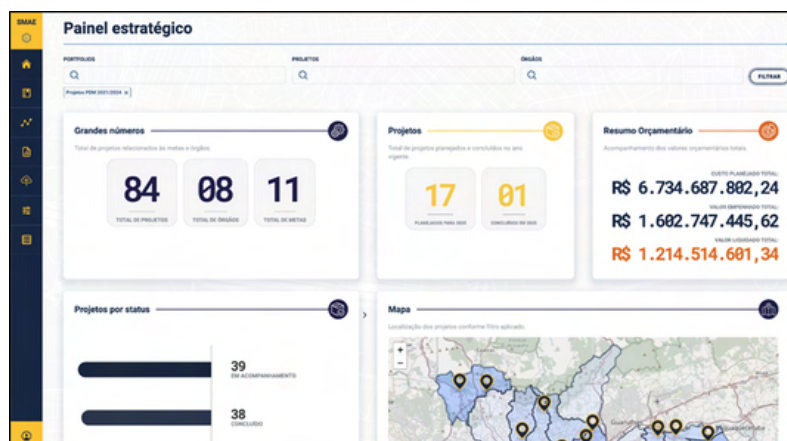 SMAE
Painel estratégico
PORTFOLIOS
PROJETOS
ÓRGÃOS
FILTRAR
Projetos PDM 2021/2024 x
Grandes números
Total de projetos relacionados às metas e órgãos.
84
08
11
TOTAL DE PROJETOS
TOTAL DE ÓRGÃOS
TOTAL DE METAS
Projetos
Total de projetos planejados e concluídos no ano
vigente.
17
01
PLANEJADOS PARA 2025
CONCLUÍDOS EM 2025
Resumo Orçamentário
Acompanhamento dos valores orçamentários totais.
CUSTO PLANEJADO TOTAL:
R$ 6.734.687.802,24
VALOR EMPENHADO TOTAL:
R$ 1.602.747.445,62
VALOR LIQUIDADO TOTAL:
R$ 1.214.514.601,34
Projetos por status
39
EM ACOMPANHAMENTO
38
CONCLUÍDO
Mapa
Localização dos projetos conforme filtro aplicado.
+
−